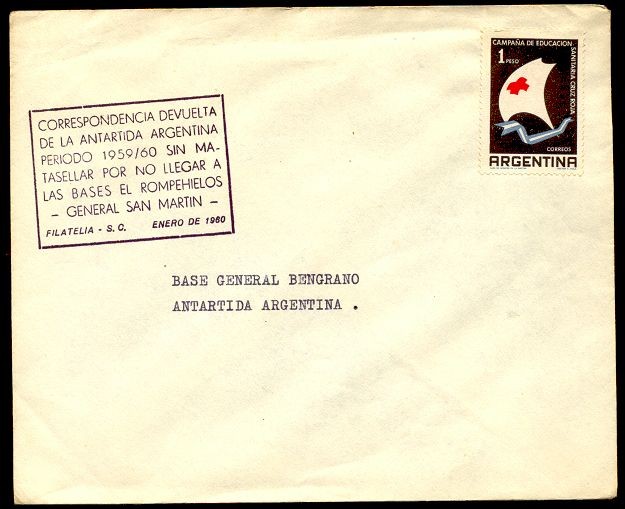 CORRESPONDENCIA DEVUELTA
DE LA ANTARTIDA ARGENTINA
PERIODO 1959/60 SIN MA-
TASELLAR POR NO LLEGAR A
LAS BASES EL ROMPEHIELOS
- GENERAL SAN MARTIN -
FILATELIA - S. C. ENERO DE 1960
CAMPAÑA DE EDUCACION
SANITARIA CRUZ ROJA
1 PESO
CORREOS
ARGENTINA
BASE GENERAL BENGRANO
ANTARTIDA ARGENTINA .